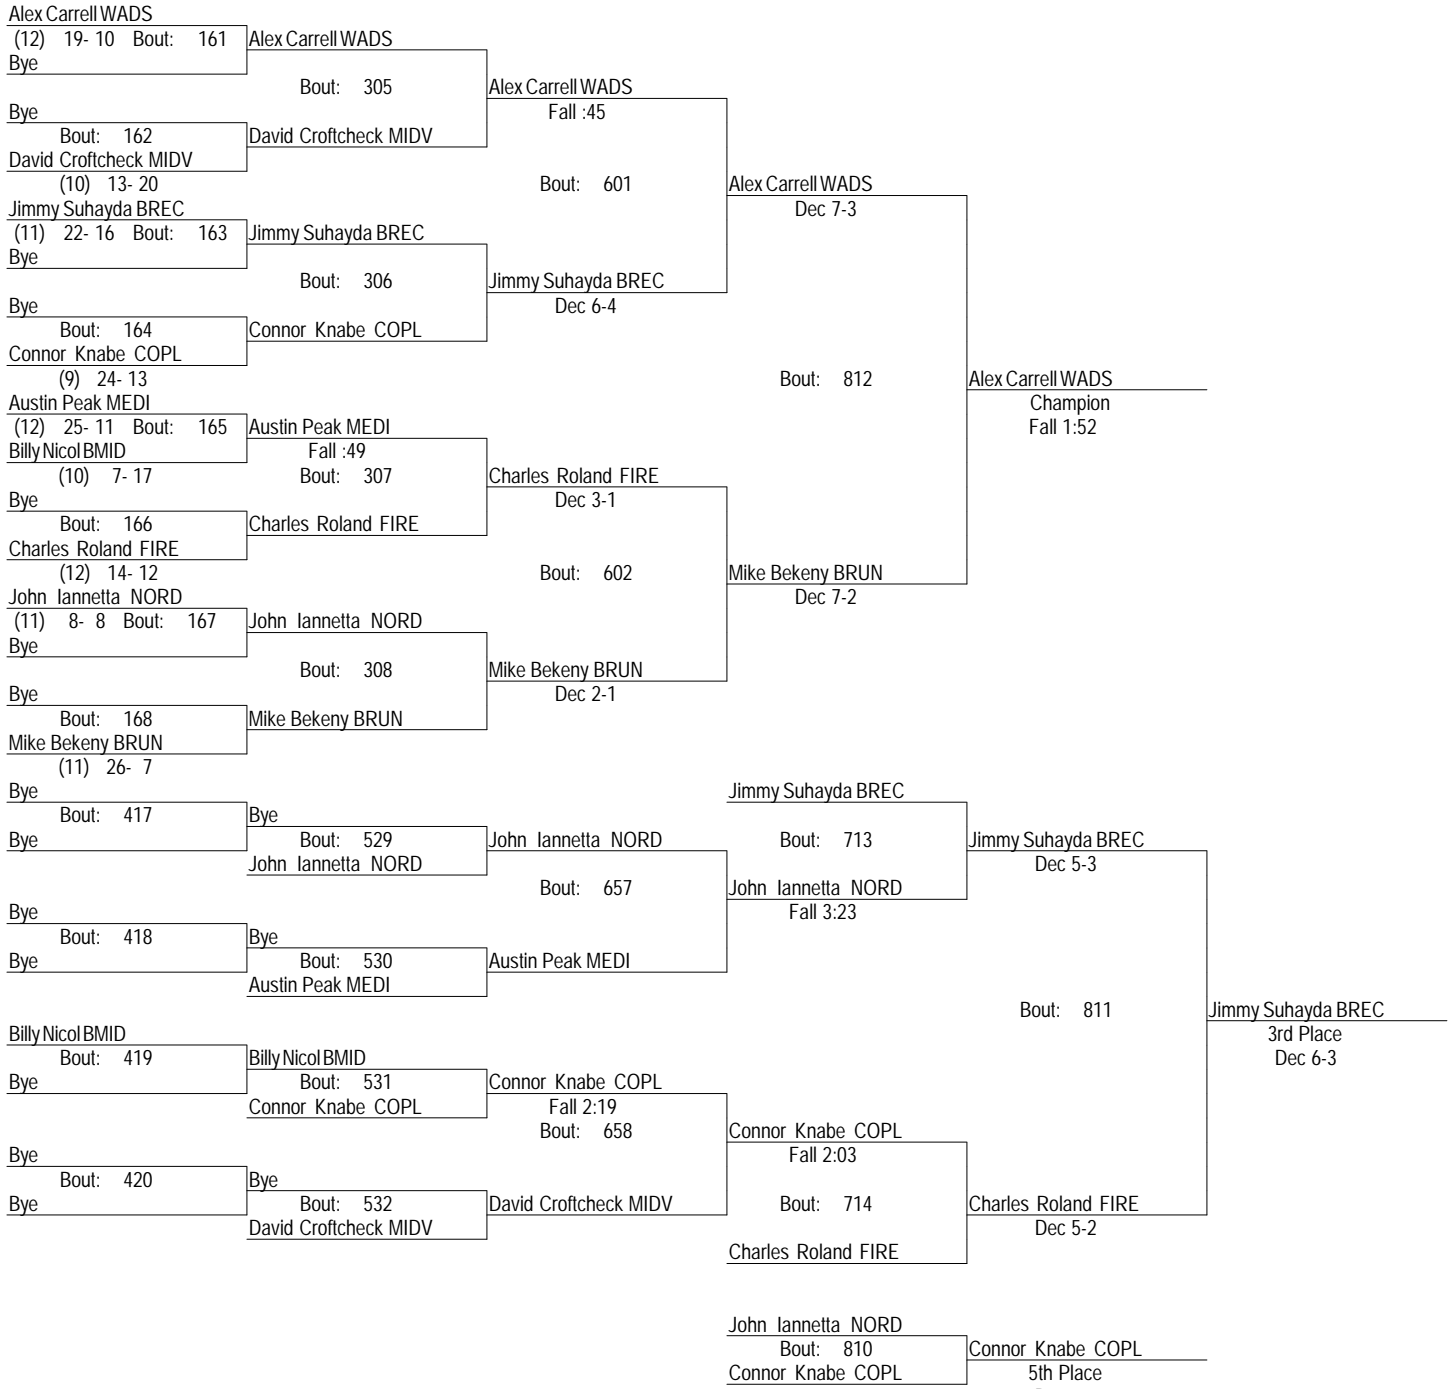 Alex Carrell WADS
(12) 19- 10 Bout: 161 Alex Carrell WADS
Bye
Bout: 305 Alex Carrell WADS
Bye Fall :45
Bout: 162 David Croftcheck MIDV
David Croftcheck MIDV
(10) 13- 20 Bout: 601 Alex Carrell WADS
Jimmy Suhayda BREC Dec 7-3
(11) 22- 16 Bout: 163 Jimmy Suhayda BREC
Bye
Bout: 306 Jimmy Suhayda BREC
Bye Dec 6-4
Bout: 164 Connor Knabe COPL
Connor Knabe COPL
(9) 24- 13 Bout: 812 Alex Carrell WADS
Austin Peak MEDI Champion
(12) 25- 11 Bout: 165 Austin Peak MEDI Fall 1:52
Billy Nicol BMID Fall :49
(10) 7- 17 Bout: 307 Charles Roland FIRE
Bye Dec 3-1
Bout: 166 Charles Roland FIRE
Charles Roland FIRE
(12) 14- 12 Bout: 602 Mike Bekeny BRUN
John Iannetta NORD Dec 7-2
(11) 8- 8 Bout: 167 John Iannetta NORD
Bye
Bout: 308 Mike Bekeny BRUN
Bye Dec 2-1
Bout: 168 Mike Bekeny BRUN
Mike Bekeny BRUN
(11) 26- 7
Bye Jimmy Suhayda BREC
Bout: 417 Bye
Bye Bout: 529 John Iannetta NORD Bout: 713 Jimmy Suhayda BREC
John Iannetta NORD Dec 5-3
Bout: 657 John Iannetta NORD
Bye Fall 3:23
Bout: 418 Bye
Bye Bout: 530 Austin Peak MEDI
Austin Peak MEDI
Bout: 811 Jimmy Suhayda BREC
Billy Nicol BMID 3rd Place
Bout: 419 Billy Nicol BMID Dec 6-3
Bye Bout: 531 Connor Knabe COPL
Connor Knabe COPL Fall 2:19
Bout: 658 Connor Knabe COPL
Bye Fall 2:03
Bout: 420 Bye
Bye Bout: 532 David Croftcheck MIDV Bout: 714 Charles Roland FIRE
David Croftcheck MIDV Dec 5-2
Charles Roland FIRE
John Iannetta NORD
Bout: 810 Connor Knabe COPL
Connor Knabe COPL 5th Place